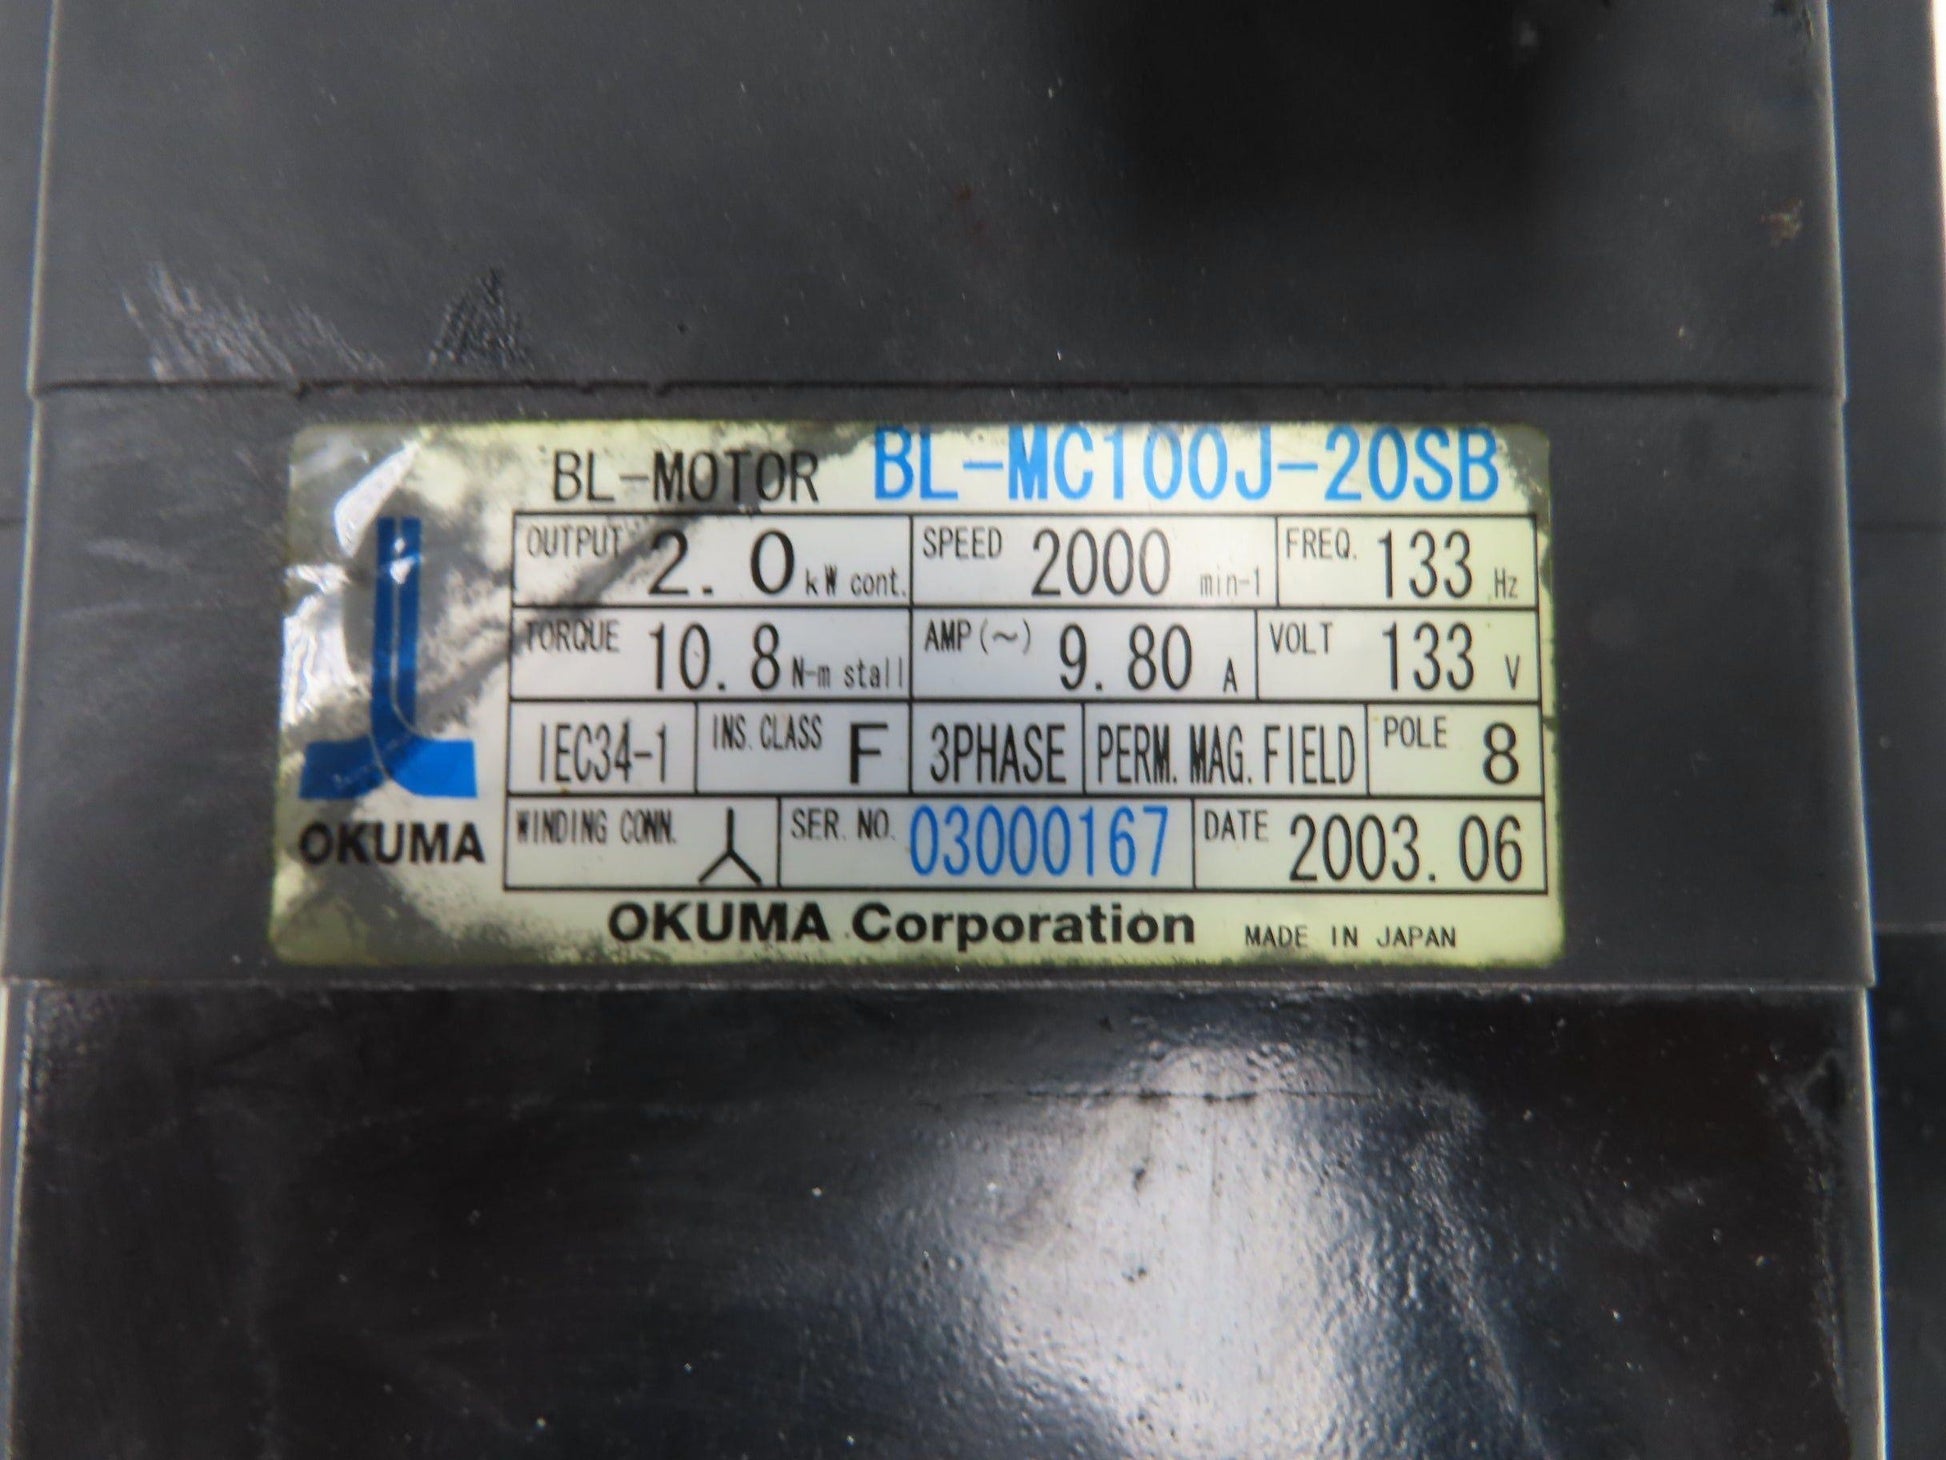 BL-MOTOR BL-MC100J-20SB
OUTPUT 2.0 kW cont. SPEED 2000 min-1 FREQ. 133 Hz
TORQUE 10.8 N-m stall AMP(~) 9.80 A VOLT 133 V
IEC34-1 INS.CLASS F 3PHASE PERM.MAG.FIELD POLE 8
WINDING CONN. SER.NO. 03000167 DATE 2003.06
OKUMA
OKUMA Corporation MADE IN JAPAN